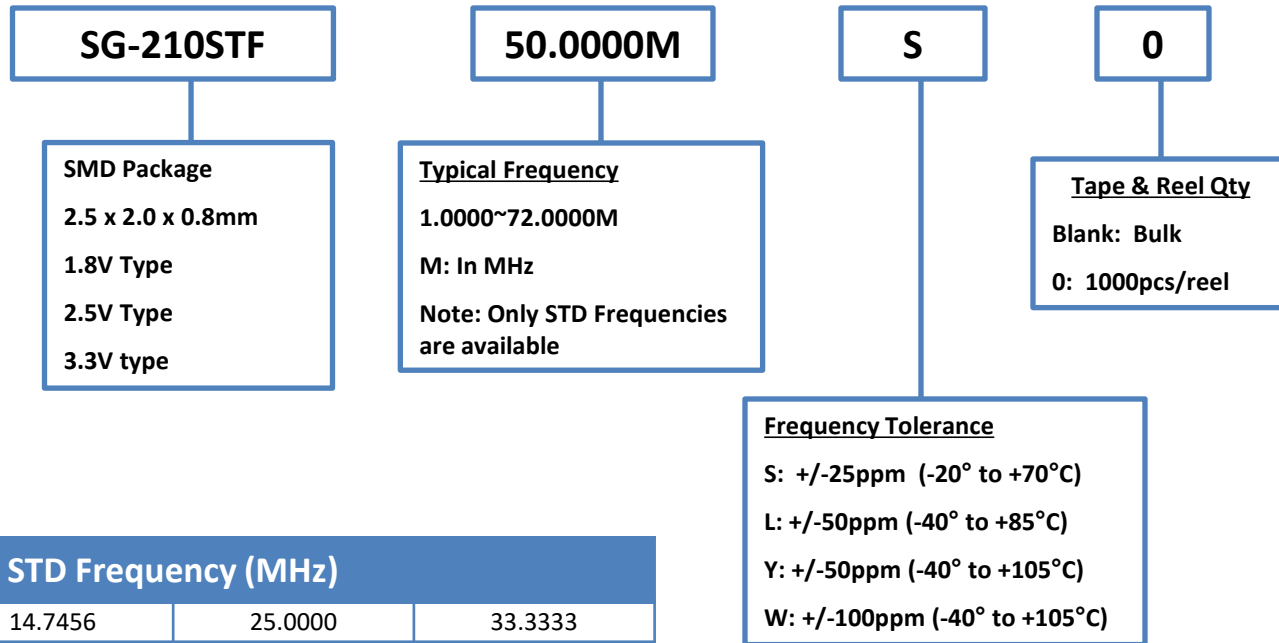 SG-210STF
50.0000M
S
0
SMD Package
2.5 x 2.0 x 0.8mm
1.8V Type
2.5V Type
3.3V type
Typical Frequency
1.0000~72.0000M
M: In MHz
Note: Only STD Frequencies
are available
Tape & Reel Qty
Blank: Bulk
0: 1000pcs/reel
Frequency Tolerance
S: +/-25ppm (-20° to +70°C)
L: +/-50ppm (-40° to +85°C)
Y: +/-50ppm (-40° to +105°C)
W: +/-100ppm (-40° to +105°C)
STD Frequency (MHz)
14.7456 25.0000 33.3333